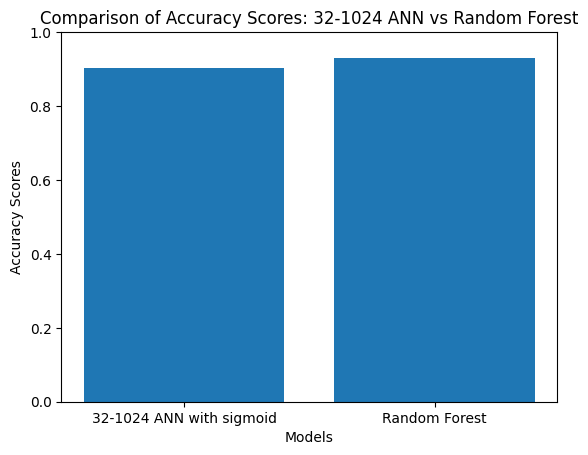 Comparison of Accuracy Scores: 32-1024 ANN vs Random Forest
1.0
0.8
0.6
0.4
0.2
0.0
Accuracy Scores
32-1024 ANN with sigmoid
Random Forest
Models